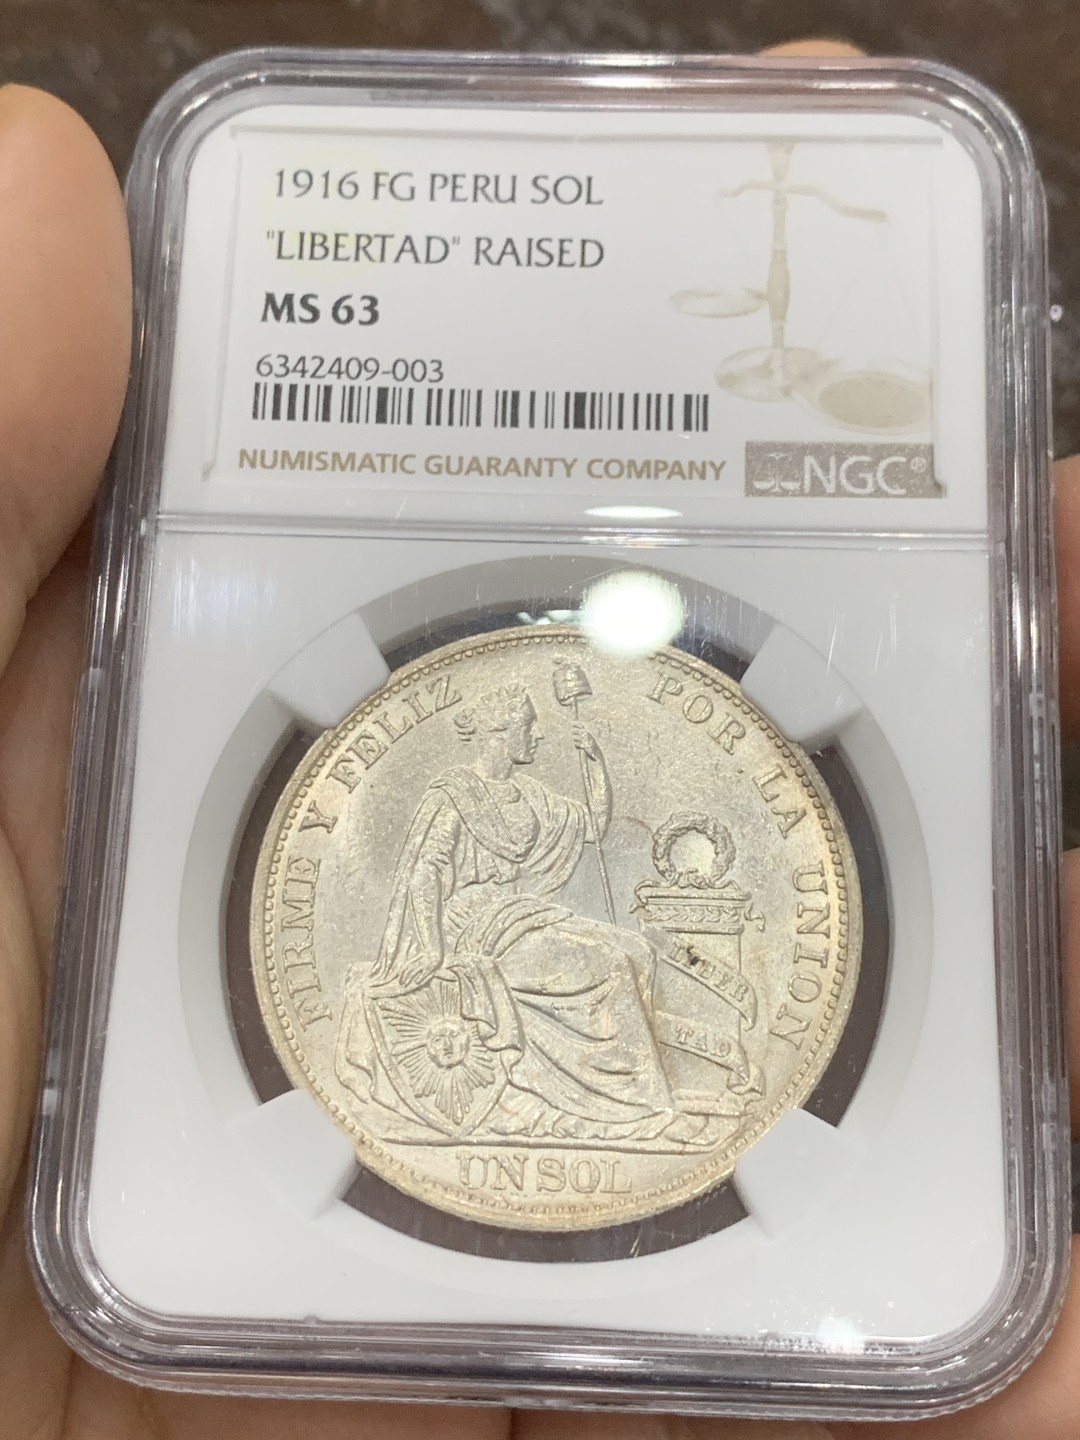 1916 FG PERU SOL
"LIBERTAD" RAISED
MS 63
6342409-003
NUMISMATIC GUARANTY COMPANY
NGC®
FIRME Y FELIZ POR LA UNION
LIBER
TAD
UN SOL